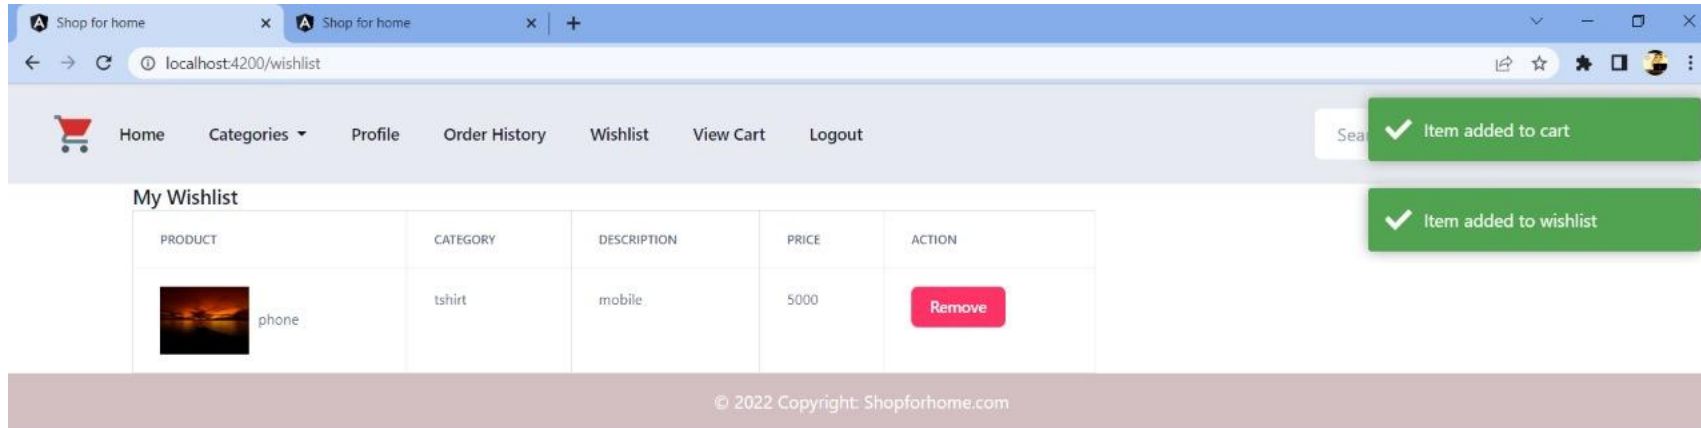 Shop for home
Shop for home
localhost:4200/wishlist
Home Categories Profile Order History Wishlist View Cart Logout
Item added to cart
My Wishlist
Item added to wishlist
PRODUCT CATEGORY DESCRIPTION PRICE ACTION
phone tshirt mobile 5000 Remove
© 2022 Copyright: Shopforhome.com